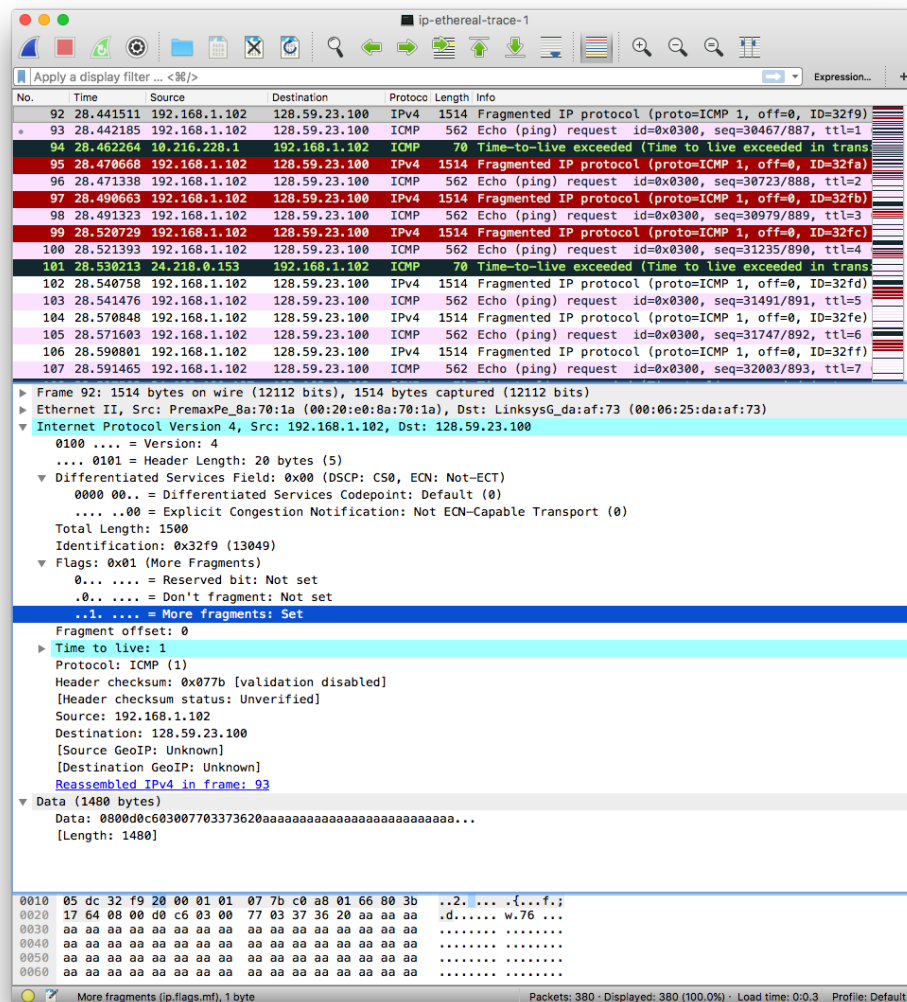 ip-ethereal-trace-1
Apply a display filter ... <⌘/>
Expression...
+
No. Time Source Destination Protoco Length Info
92 28.441511 192.168.1.102 128.59.23.100 IPv4 1514 Fragmented IP protocol (proto=ICMP 1, off=0, ID=32f9)
93 28.442185 192.168.1.102 128.59.23.100 ICMP 562 Echo (ping) request id=0x0300, seq=30467/887, ttl=1
94 28.462264 10.216.228.1 192.168.1.102 ICMP 70 Time-to-live exceeded (Time to live exceeded in trans
95 28.470668 192.168.1.102 128.59.23.100 IPv4 1514 Fragmented IP protocol (proto=ICMP 1, off=0, ID=32fa)
96 28.471338 192.168.1.102 128.59.23.100 ICMP 562 Echo (ping) request id=0x0300, seq=30723/888, ttl=2
97 28.490663 192.168.1.102 128.59.23.100 IPv4 1514 Fragmented IP protocol (proto=ICMP 1, off=0, ID=32fb)
98 28.491323 192.168.1.102 128.59.23.100 ICMP 562 Echo (ping) request id=0x0300, seq=30979/889, ttl=3
99 28.520729 192.168.1.102 128.59.23.100 IPv4 1514 Fragmented IP protocol (proto=ICMP 1, off=0, ID=32fc)
100 28.521393 192.168.1.102 128.59.23.100 ICMP 562 Echo (ping) request id=0x0300, seq=31235/890, ttl=4
101 28.530213 24.218.0.153 192.168.1.102 ICMP 70 Time-to-live exceeded (Time to live exceeded in trans
102 28.540758 192.168.1.102 128.59.23.100 IPv4 1514 Fragmented IP protocol (proto=ICMP 1, off=0, ID=32fd)
103 28.541476 192.168.1.102 128.59.23.100 ICMP 562 Echo (ping) request id=0x0300, seq=31491/891, ttl=5
104 28.570848 192.168.1.102 128.59.23.100 IPv4 1514 Fragmented IP protocol (proto=ICMP 1, off=0, ID=32fe)
105 28.571603 192.168.1.102 128.59.23.100 ICMP 562 Echo (ping) request id=0x0300, seq=31747/892, ttl=6
106 28.590801 192.168.1.102 128.59.23.100 IPv4 1514 Fragmented IP protocol (proto=ICMP 1, off=0, ID=32ff)
107 28.591465 192.168.1.102 128.59.23.100 ICMP 562 Echo (ping) request id=0x0300, seq=32003/893, ttl=7
Frame 92: 1514 bytes on wire (12112 bits), 1514 bytes captured (12112 bits)
Ethernet II, Src: PremaxPe_8a:70:1a (00:20:e0:8a:70:1a), Dst: LinksysG_da:af:73 (00:06:25:da:af:73)
Internet Protocol Version 4, Src: 192.168.1.102, Dst: 128.59.23.100
0100 .... = Version: 4
.... 0101 = Header Length: 20 bytes (5)
Differentiated Services Field: 0x00 (DSCP: CS0, ECN: Not-ECT)
0000 00.. = Differentiated Services Codepoint: Default (0)
.... ..00 = Explicit Congestion Notification: Not ECN-Capable Transport (0)
Total Length: 1500
Identification: 0x32f9 (13049)
Flags: 0x01 (More Fragments)
0... .... = Reserved bit: Not set
.0.. .... = Don't fragment: Not set
..1. .... = More fragments: Set
Fragment offset: 0
Time to live: 1
Protocol: ICMP (1)
Header checksum: 0x077b [validation disabled]
[Header checksum status: Unverified]
Source: 192.168.1.102
Destination: 128.59.23.100
[Source GeoIP: Unknown]
[Destination GeoIP: Unknown]
Reassembled IPv4 in frame: 93
Data (1480 bytes)
Data: 0800d0c603007703373620aaaaaaaaaaaaaaaaaaaaaaaaaa...
[Length: 1480]
0010 05 dc 32 f9 20 00 01 01 07 7b c0 a8 01 66 80 3b ..2. ... .{...f.;
0020 17 64 08 00 d0 c6 03 00 77 03 37 36 20 aa aa aa .d...... w.76 ...
0030 aa aa aa aa aa aa aa aa aa aa aa aa aa aa aa aa ........ ........
0040 aa aa aa aa aa aa aa aa aa aa aa aa aa aa aa aa ........ ........
0050 aa aa aa aa aa aa aa aa aa aa aa aa aa aa aa aa ........ ........
0060 aa aa aa aa aa aa aa aa aa aa aa aa aa aa aa aa ........ ........
More fragments (ip.flags.mf), 1 byte Packets: 380 · Displayed: 380 (100.0%) · Load time: 0:0.3 Profile: Default